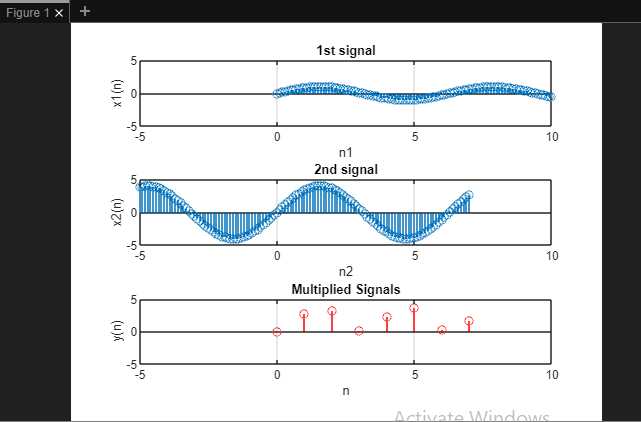 Figure 1 × +
1st signal
5
0
-5
x1(n)
-5 0 5 10
n1
2nd signal
5
0
-5
x2(n)
-5 0 5 10
n2
Multiplied Signals
5
0
-5
y(n)
-5 0 5 10
n
Activate Windows